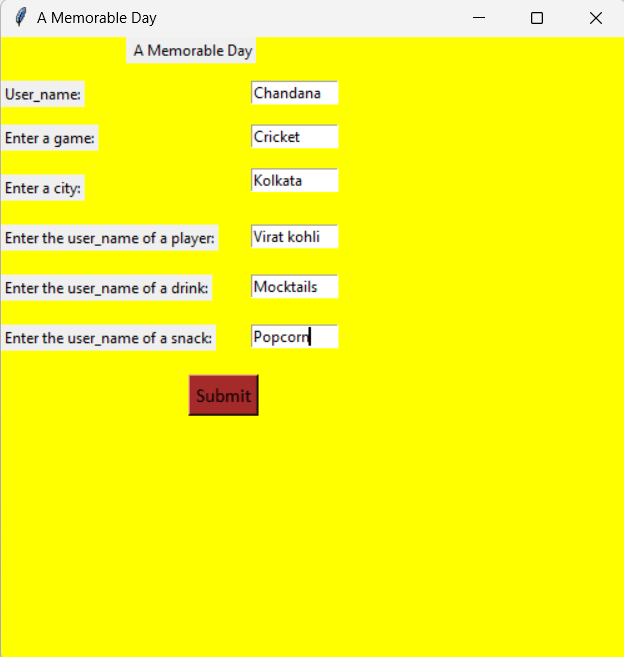 A Memorable Day
A Memorable Day
User_name: Chandana
Enter a game: Cricket
Enter a city: Kolkata
Enter the user_name of a player: Virat kohli
Enter the user_name of a drink: Mocktails
Enter the user_name of a snack: Popcorn
Submit